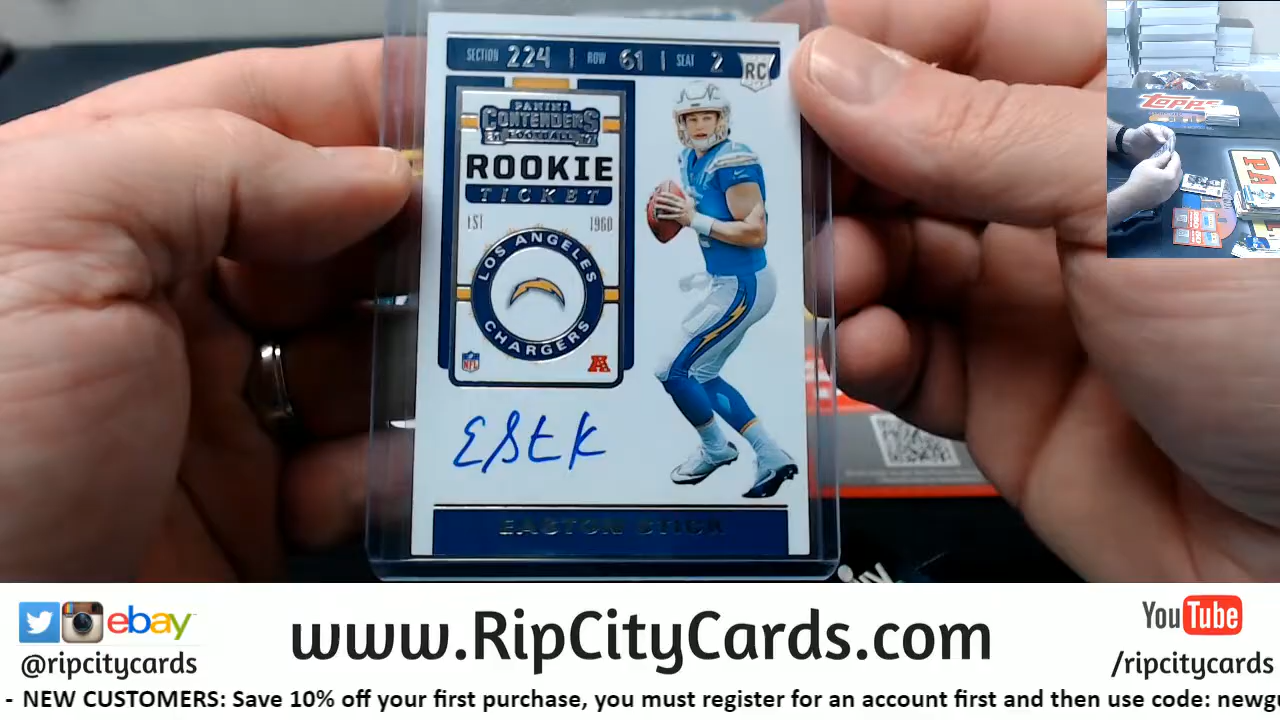 SECTION 224 | ROW 61 | SEAT 2
RC
PANINI
CONTENDERS
FOOTBALL
ROOKIE
TICKET
EST 1960
LOS ANGELES
CHARGERS
NFL
A
E Stick
EASTON STICK
TOPPS
ebay
@ripcitycards
www.RipCityCards.com
YouTube
/ripcitycards
- NEW CUSTOMERS: Save 10% off your first purchase, you must register for an account first and then use code: newgu